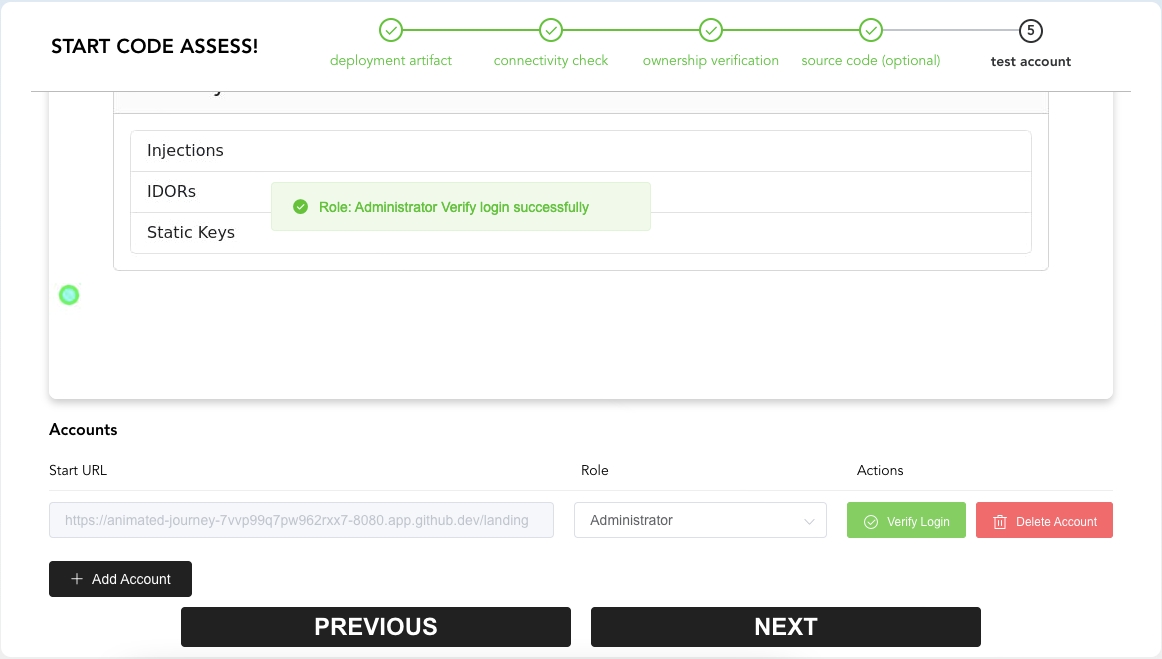 START CODE ASSESS!
5
deployment artifact
connectivity check
ownership verification
source code (optional)
test account
Injections
IDORs
Role: Administrator Verify login successfully
Static Keys
Accounts
Start URL
Role
Actions
https://animated-journey-7vvp99q7pw962rxx7-8080.app.github.dev/landing
Administrator
Verify Login
Delete Account
Add Account
PREVIOUS
NEXT